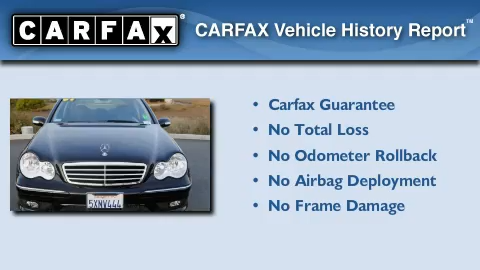 CARFAX® CARFAX Vehicle History Report™
• Carfax Guarantee
• No Total Loss
• No Odometer Rollback
• No Airbag Deployment
• No Frame Damage
5XNV444